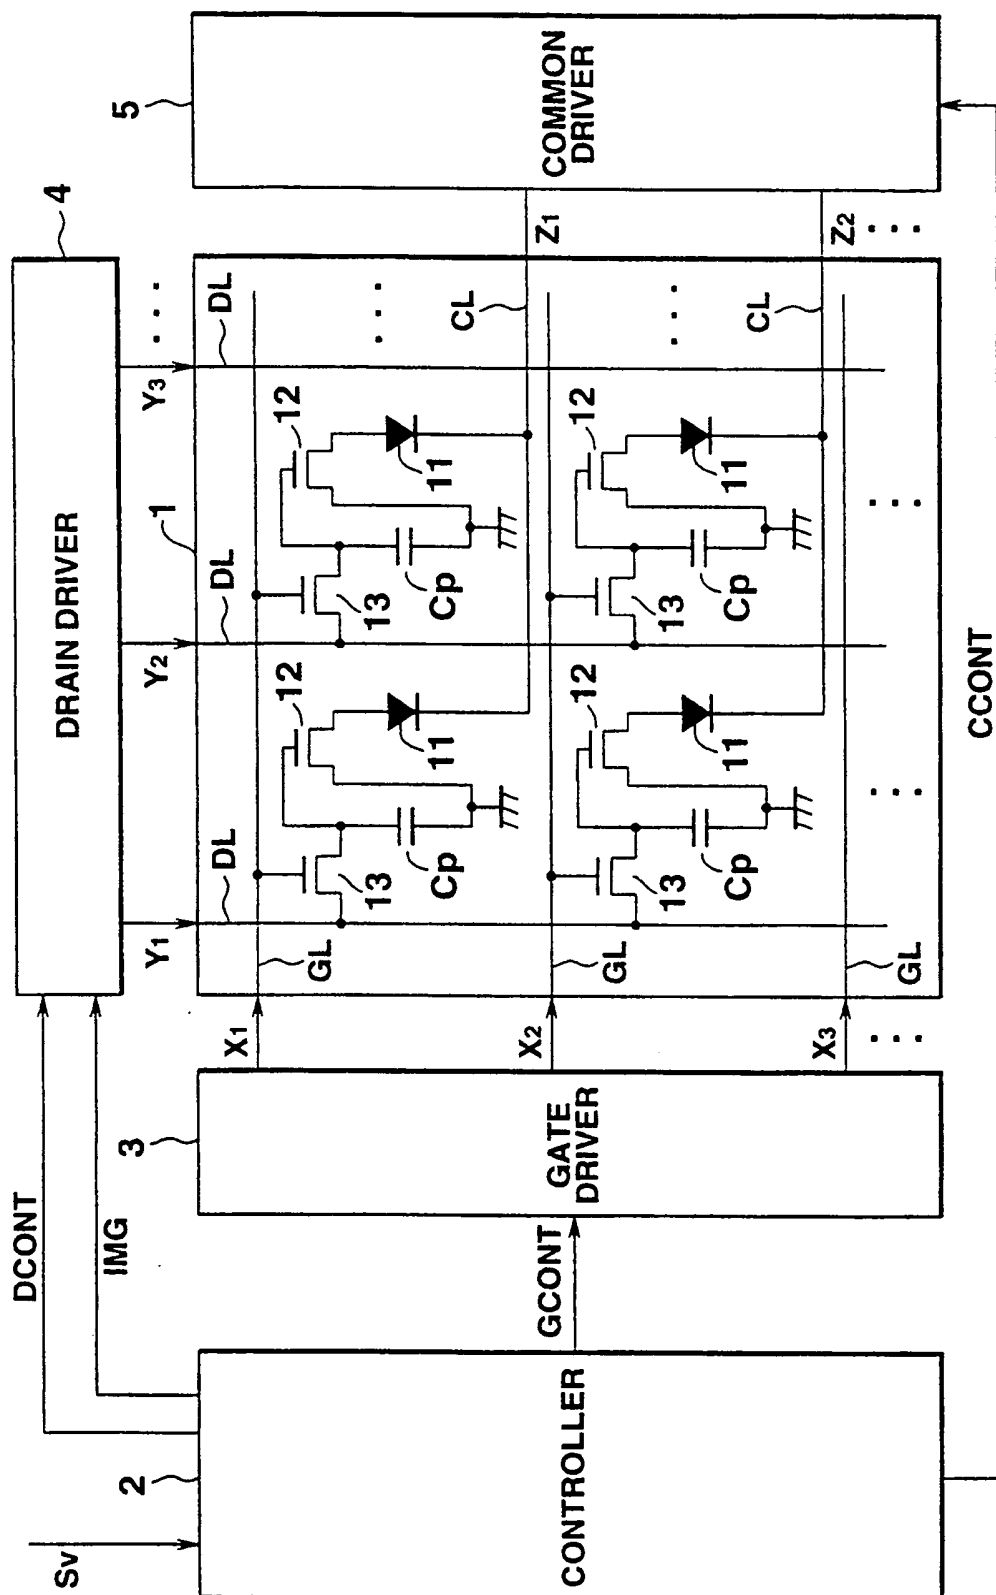 Sv
2
CONTROLLER
DCONT
IMG
GCONT
3
GATE
DRIVER
X1
X2
X3
. . .
DRAIN DRIVER
4
Y1
Y2
Y3
. . .
1
DL
DL
DL
GL
13
Cp
12
11
13
Cp
12
11
. . .
CL
Z1
GL
13
Cp
12
11
13
Cp
12
11
. . .
CL
Z2
. . .
GL
. . .
. . .
5
COMMON
DRIVER
CCONT